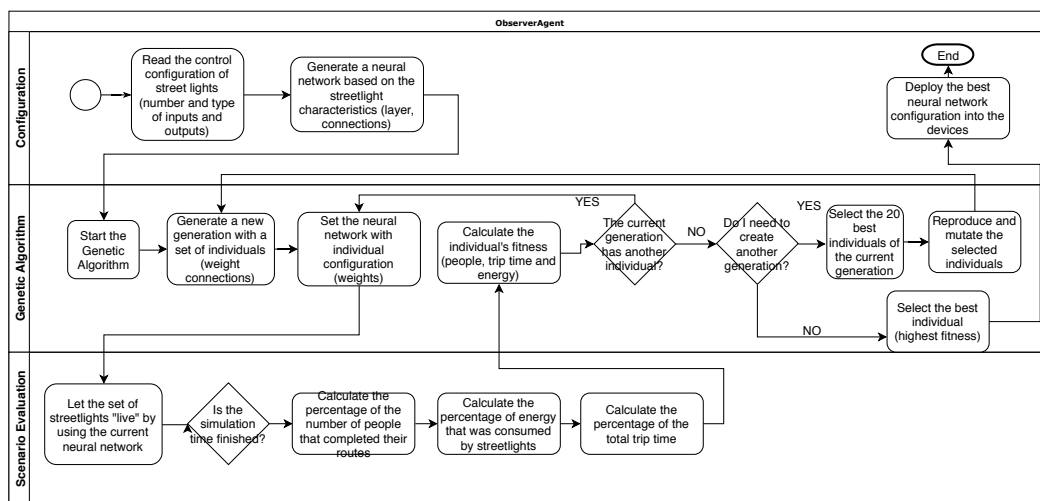 ObserverAgent
Configuration
Read the control
configuration of
street lights
(number and type
of inputs and
outputs)
Generate a neural
network based on the
streetlight
characteristics (layer,
connections)
End
Deploy the best
neural network
configuration into the
devices
Genetic Algorithm
Start the
Genetic
Algorithm
Generate a new
generation with a
set of individuals
(weight
connections)
Set the neural
network with
individual
configuration
(weights)
Calculate the
individual's fitness
(people, trip time and
energy)
YES
The current
generation
has another
individual?
NO
Do I need to
create
another
generation?
YES
Select the 20
best
individuals of
the current
generation
Reproduce and
mutate the
selected
individuals
NO
Select the best
individual
(highest fitness)
Scenario Evaluation
Let the set of
streetlights "live" by
using the current
neural network
Is the
simulation
time finished?
Calculate the
percentage of the
number of people
that completed their
routes
Calculate the
percentage of energy
that was consumed
by streetlights
Calculate the
percentage of the
total trip time